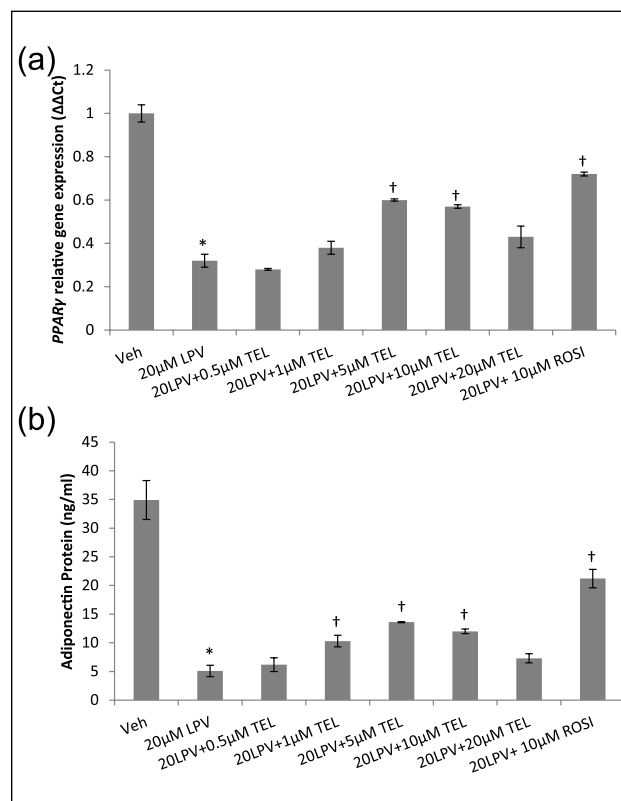 (a)
PPARγ relative gene expression (ΔΔCt)
1.2
1
0.8
0.6
0.4
0.2
0
*
†
†
†
Veh
20µM LPV
20LPV+0.5µM TEL
20LPV+1µM TEL
20LPV+5µM TEL
20LPV+10µM TEL
20LPV+20µM TEL
20LPV+ 10µM ROSI
(b)
Adiponectin Protein (ng/ml)
45
40
35
30
25
20
15
10
5
0
*
†
†
†
†
Veh
20µM LPV
20LPV+0.5µM TEL
20LPV+1µM TEL
20LPV+5µM TEL
20LPV+10µM TEL
20LPV+20µM TEL
20LPV+ 10µM ROSI